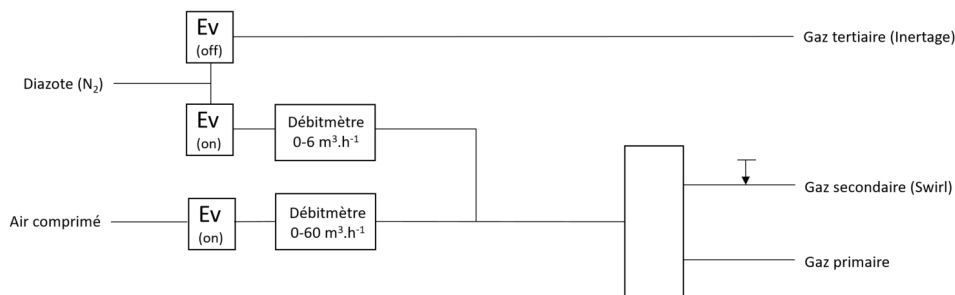 Ev
(off)
Gaz tertiaire (Inertage)
Diazote (N₂)
Ev
(on)
Débitmètre
0-6 m³.h⁻¹
Gaz secondaire (Swirl)
Air comprimé
Ev
(on)
Débitmètre
0-60 m³.h⁻¹
Gaz primaire